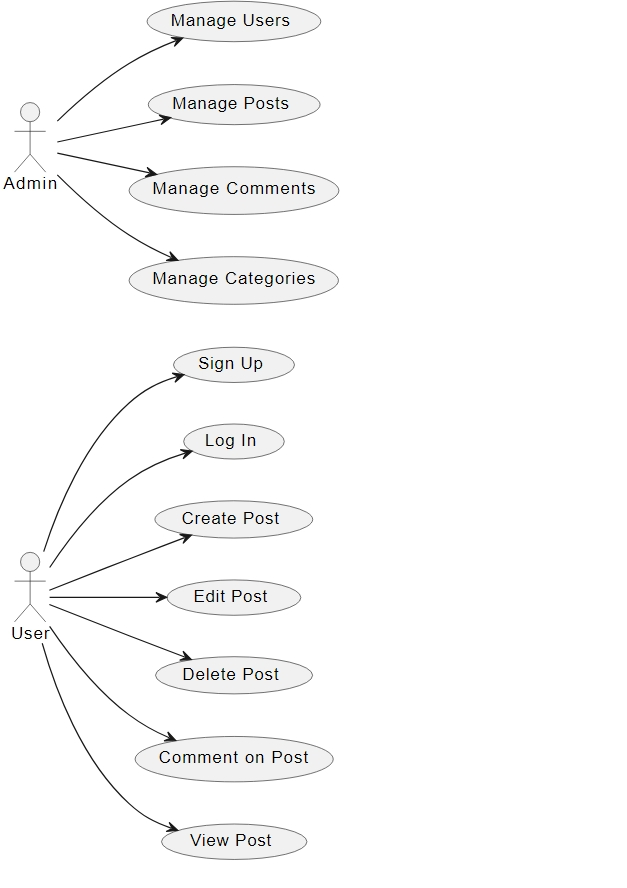 Manage Users
Manage Posts
Admin
Manage Comments
Manage Categories
Sign Up
Log In
Create Post
Edit Post
User
Delete Post
Comment on Post
View Post